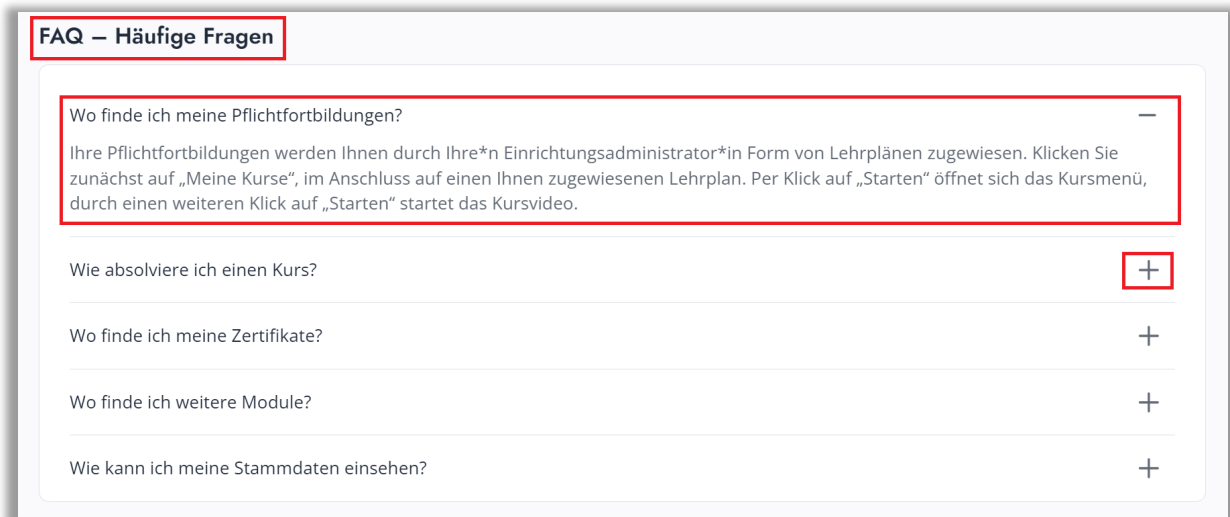 FAQ – Häufige Fragen
Wo finde ich meine Pflichtfortbildungen?
Ihre Pflichtfortbildungen werden Ihnen durch Ihre*n Einrichtungsadministrator*in Form von Lehrplänen zugewiesen. Klicken Sie
zunächst auf „Meine Kurse“, im Anschluss auf einen Ihnen zugewiesenen Lehrplan. Per Klick auf „Starten“ öffnet sich das Kursmenü,
durch einen weiteren Klick auf „Starten“ startet das Kursvideo.
Wie absolviere ich einen Kurs?
Wo finde ich meine Zertifikate?
Wo finde ich weitere Module?
Wie kann ich meine Stammdaten einsehen?